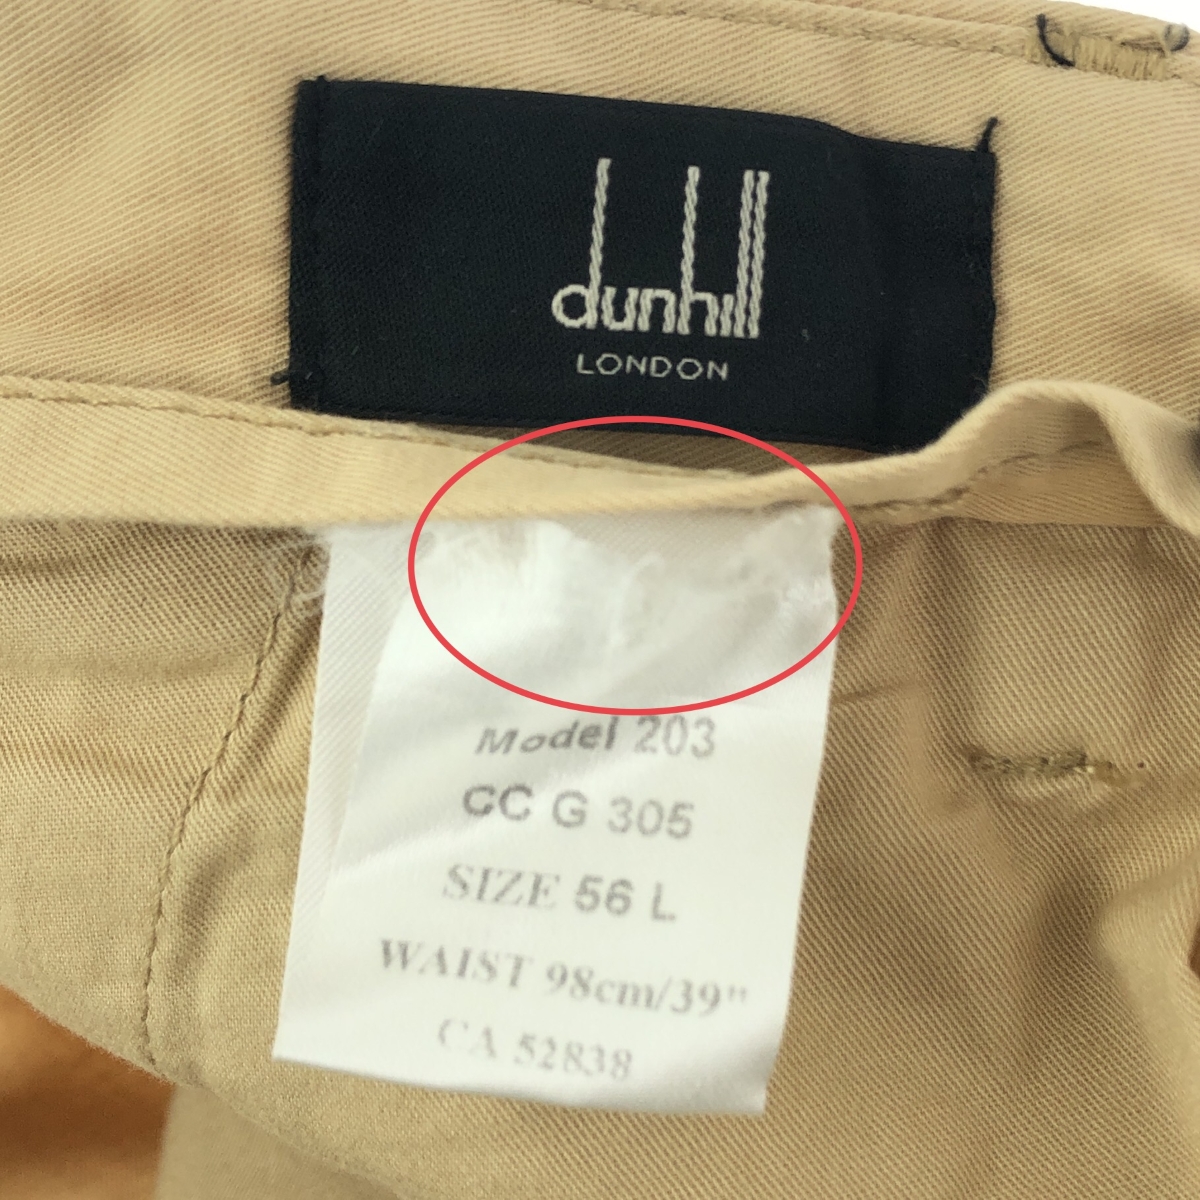 dunhill
LONDON
Model 203
CC G 305
SIZE 56 L
WAIST 98cm/39"
CA 52838